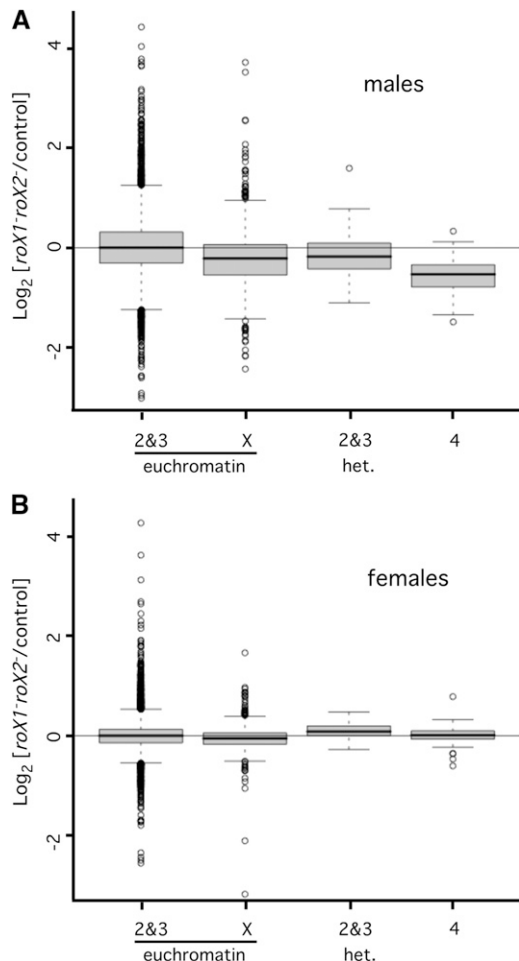 A
Log2 [roX1-roX2-/control]
4
2
0
-2
males
2&3
X
2&3
4
euchromatin
het.
B
Log2 [roX1-roX2-/control]
4
2
0
-2
females
2&3
X
2&3
4
euchromatin
het.